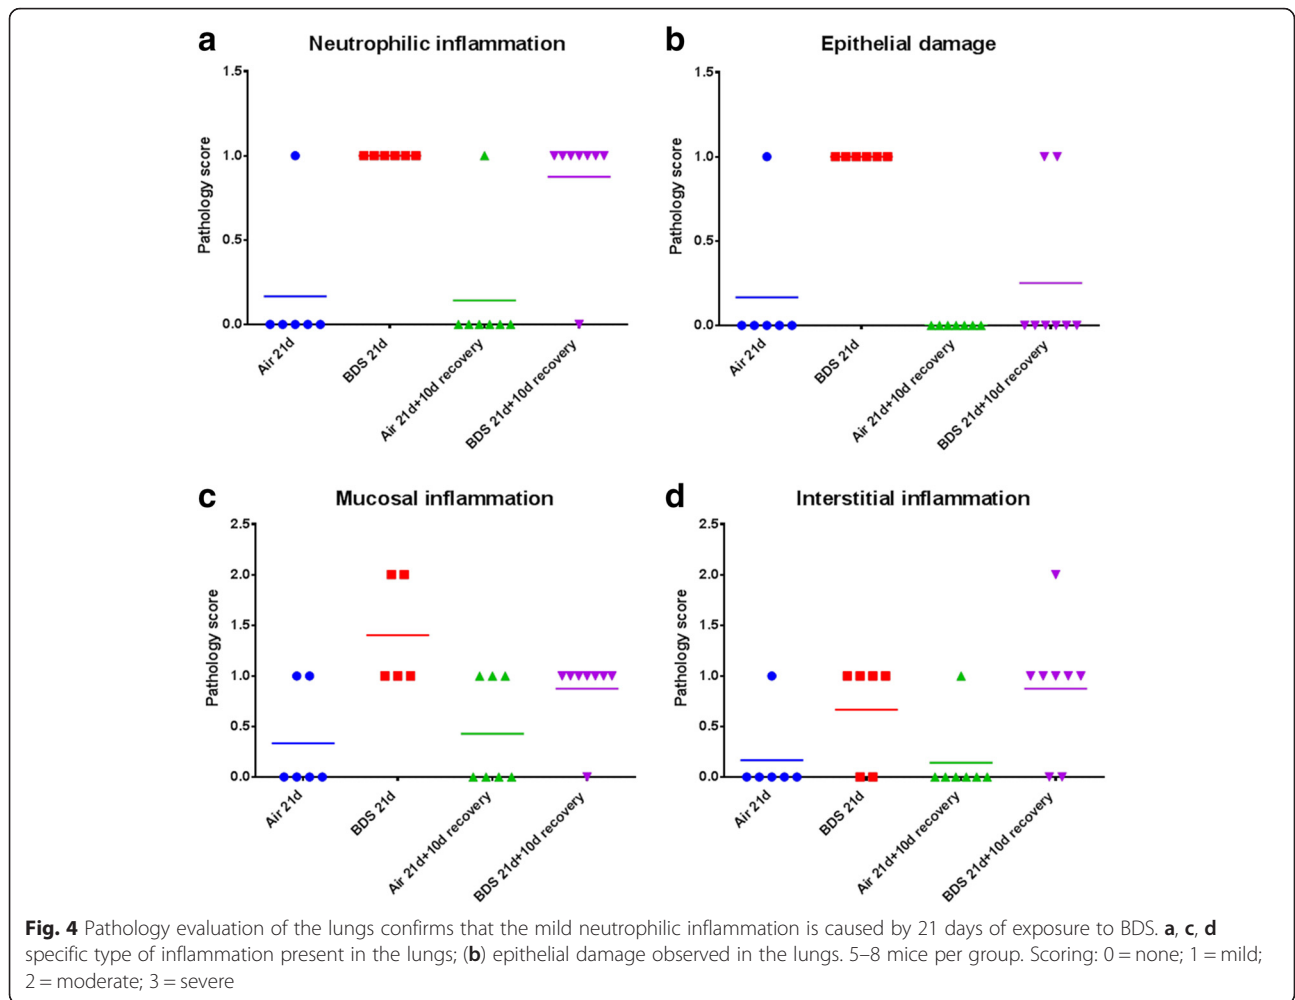 a
Neutrophilic inflammation
Pathology score
1.5
1.0
0.5
0.0
Air 21d
BDS 21d
Air 21d+10d recovery
BDS 21d+10d recovery
b
Epithelial damage
Pathology score
1.5
1.0
0.5
0.0
Air 21d
BDS 21d
Air 21d+10d recovery
BDS 21d+10d recovery
c
Mucosal inflammation
Pathology score
2.5
2.0
1.5
1.0
0.5
0.0
Air 21d
BDS 21d
Air 21d+10d recovery
BDS 21d+10d recovery
d
Interstitial inflammation
Pathology score
2.5
2.0
1.5
1.0
0.5
0.0
Air 21d
BDS 21d
Air 21d+10d recovery
BDS 21d+10d recovery
Fig. 4 Pathology evaluation of the lungs confirms that the mild neutrophilic inflammation is caused by 21 days of exposure to BDS. a, c, d
specific type of inflammation present in the lungs; (b) epithelial damage observed in the lungs. 5–8 mice per group. Scoring: 0 = none; 1 = mild;
2 = moderate; 3 = severe